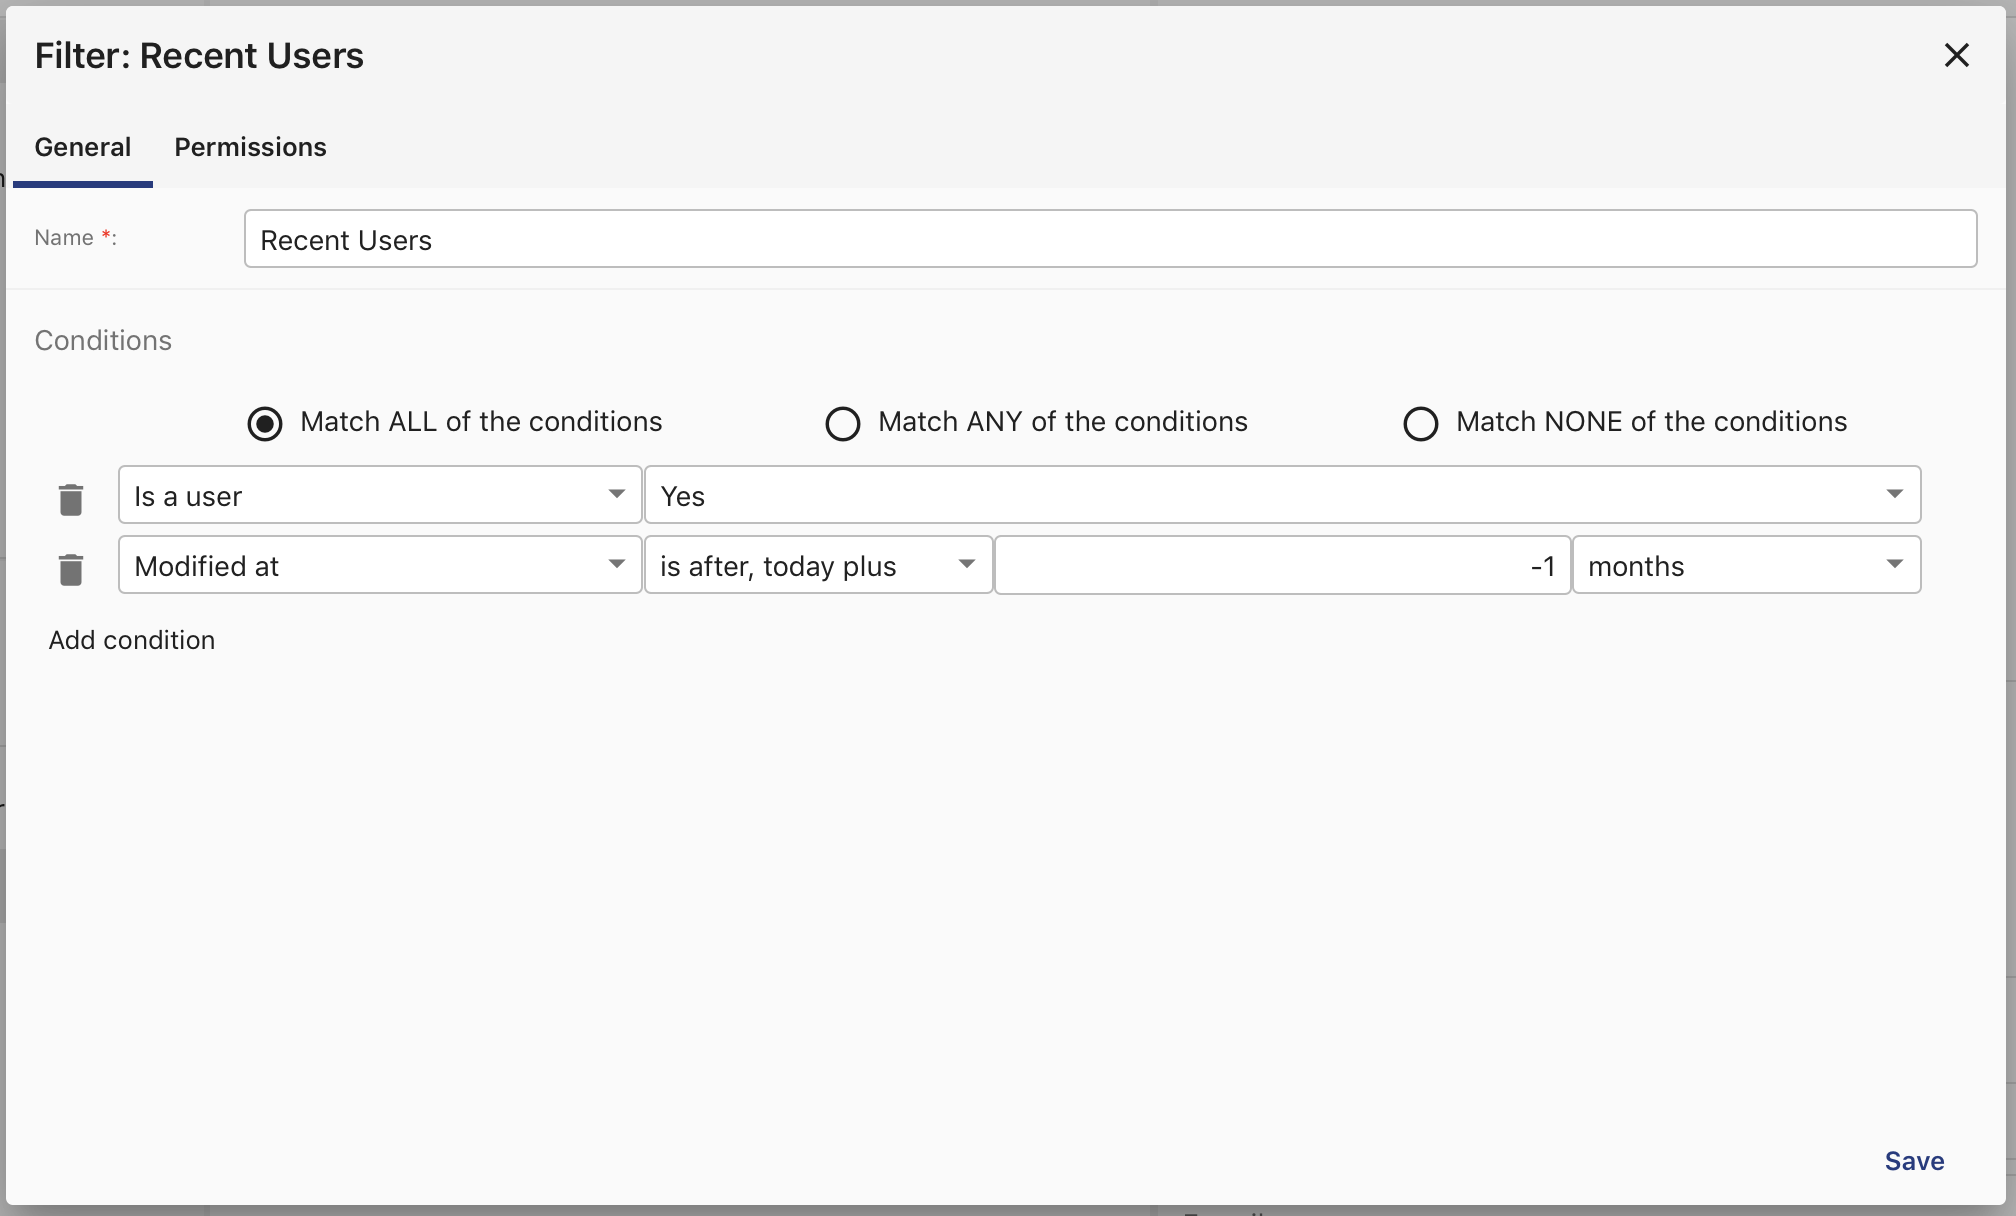 Filter: Recent Users
General Permissions
Name *:
Recent Users
Conditions
Match ALL of the conditions
Match ANY of the conditions
Match NONE of the conditions
Is a user Yes
Modified at is after, today plus -1 months
Add condition
Save